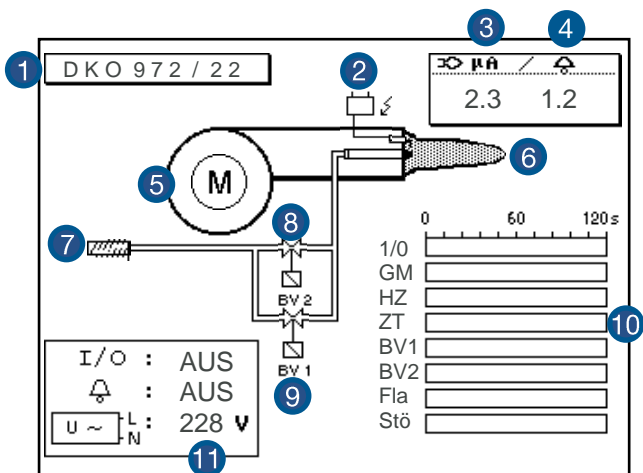 3 4
1 DKO 972 / 22
2
µA /
2.3 1.2
6
5 M
0 60 120 s
7 8
1/0
GM
BV 2
HZ
ZT 10
BV1
BV 1
9
BV2
Fla
Stö
I/O : AUS
: AUS
U ~ L : 228 V
N
11